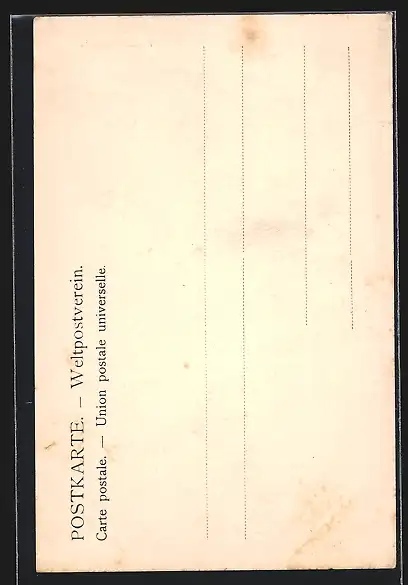 POSTKARTE. — Weltpostverein.
Carte postale. — Union postale universelle.